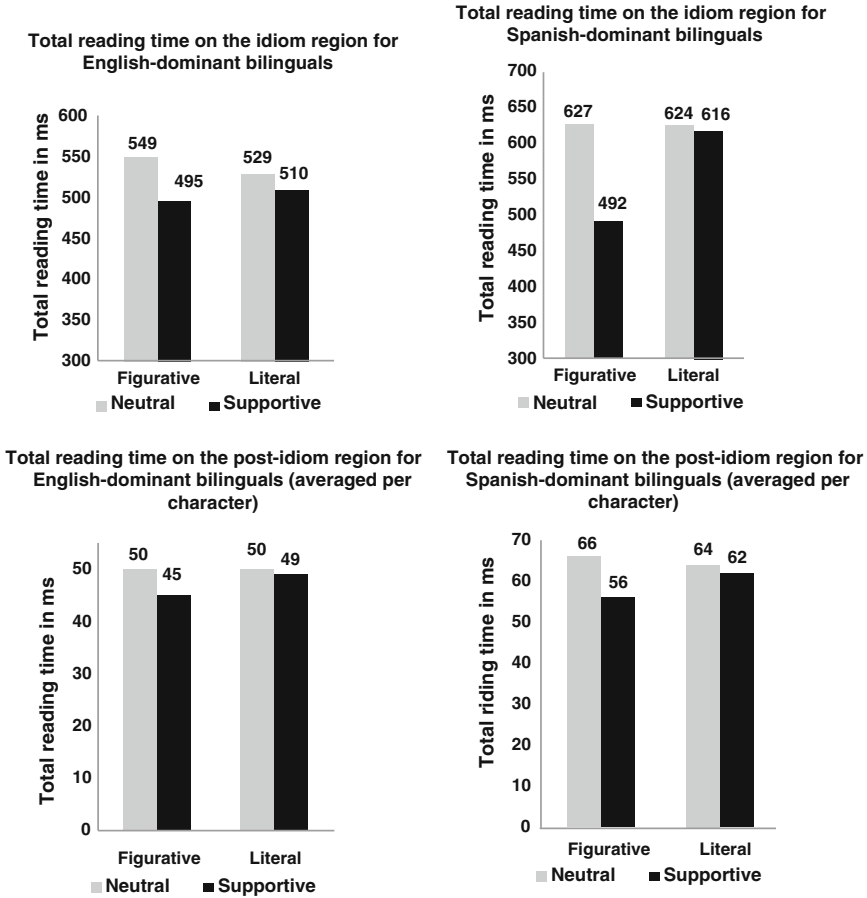 Total reading time on the idiom region for
English-dominant bilinguals
Total reading time in ms
600
550
500
450
400
350
300
549
495
529
510
Figurative
Literal
Neutral
Supportive
Total reading time on the idiom region for
Spanish-dominant bilinguals
Total reading time in ms
700
650
600
550
500
450
400
350
300
627
492
624
616
Figurative
Literal
Neutral
Supportive
Total reading time on the post-idiom region for
English-dominant bilinguals (averaged per
character)
Total reading time in ms
50
40
30
20
10
0
50
45
50
49
Figurative
Literal
Neutral
Supportive
Total reading time on the post-idiom region for
Spanish-dominant bilinguals (averaged per
character)
Total riding time in ms
70
60
50
40
30
20
10
0
66
56
64
62
Figurative
Literal
Neutral
Supportive